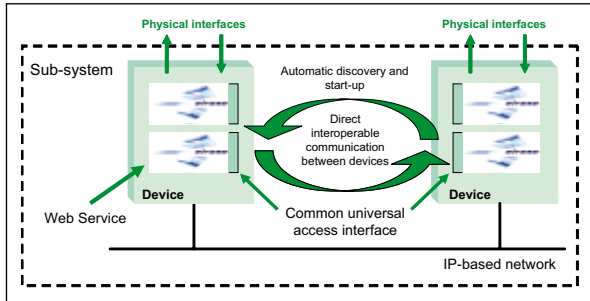 Physical interfaces
Physical interfaces
Sub-system
Automatic discovery and
start-up
Direct
interoperable
communication
between devices
Device
Device
Web Service
Common universal
access interface
IP-based network